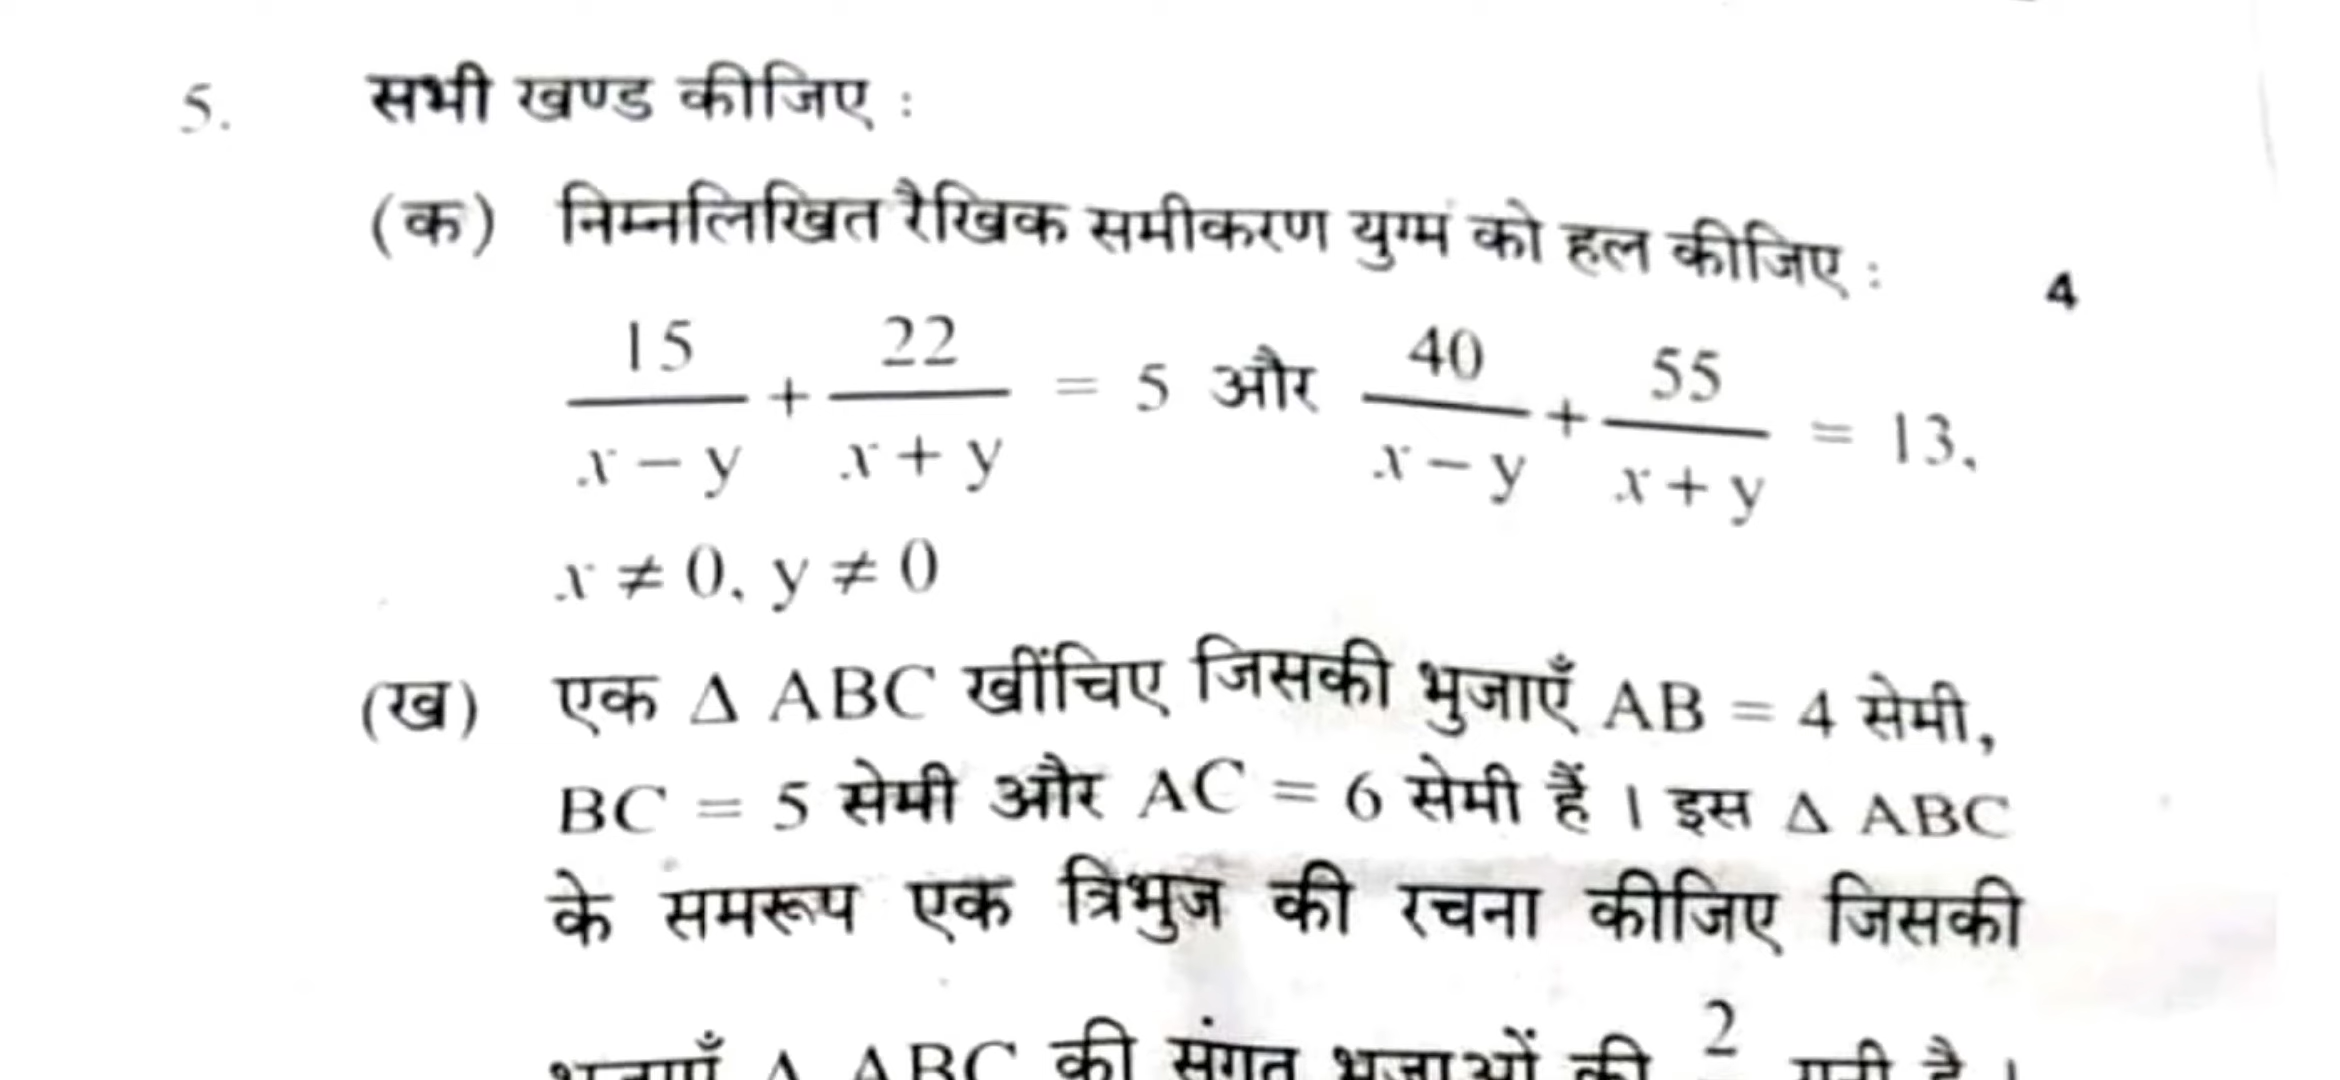 5. सभी खण्ड कीजिए :
(क) निम्नलिखित रैखिक समीकरण युग्म को हल कीजिए : 4
15/(x – y) + 22/(x + y) = 5 और 40/(x – y) + 55/(x + y) = 13,
x ≠ 0, y ≠ 0
(ख) एक Δ ABC खींचिए जिसकी भुजाएँ AB = 4 सेमी,
BC = 5 सेमी और AC = 6 सेमी हैं । इस Δ ABC
के समरूप एक त्रिभुज की रचना कीजिए जिसकी
भुजाएँ Δ ABC की संगत भुजाओं की 2 गुनी है ।